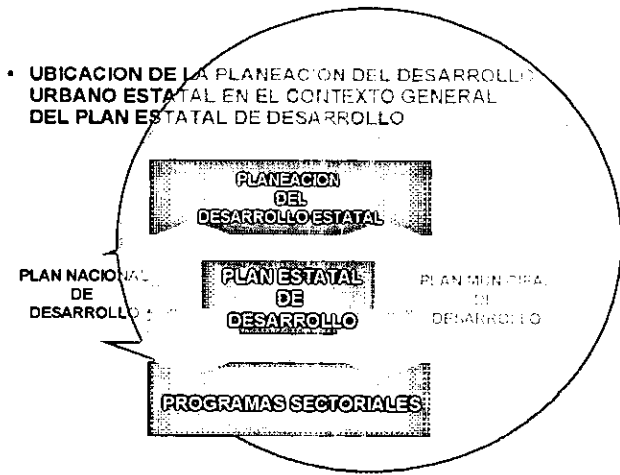 • UBICACION DE LA PLANEACION DEL DESARROLLO
URBANO ESTATAL EN EL CONTEXTO GENERAL
DEL PLAN ESTATAL DE DESARROLLO
PLANEACION
DEL
DESARROLLO ESTATAL
PLAN NACIONAL
DE
DESARROLLO
PLAN ESTATAL
DE
DESARROLLO
PLAN MUNICIPAL
DE
DESARROLLO
PROGRAMAS SECTORIALES